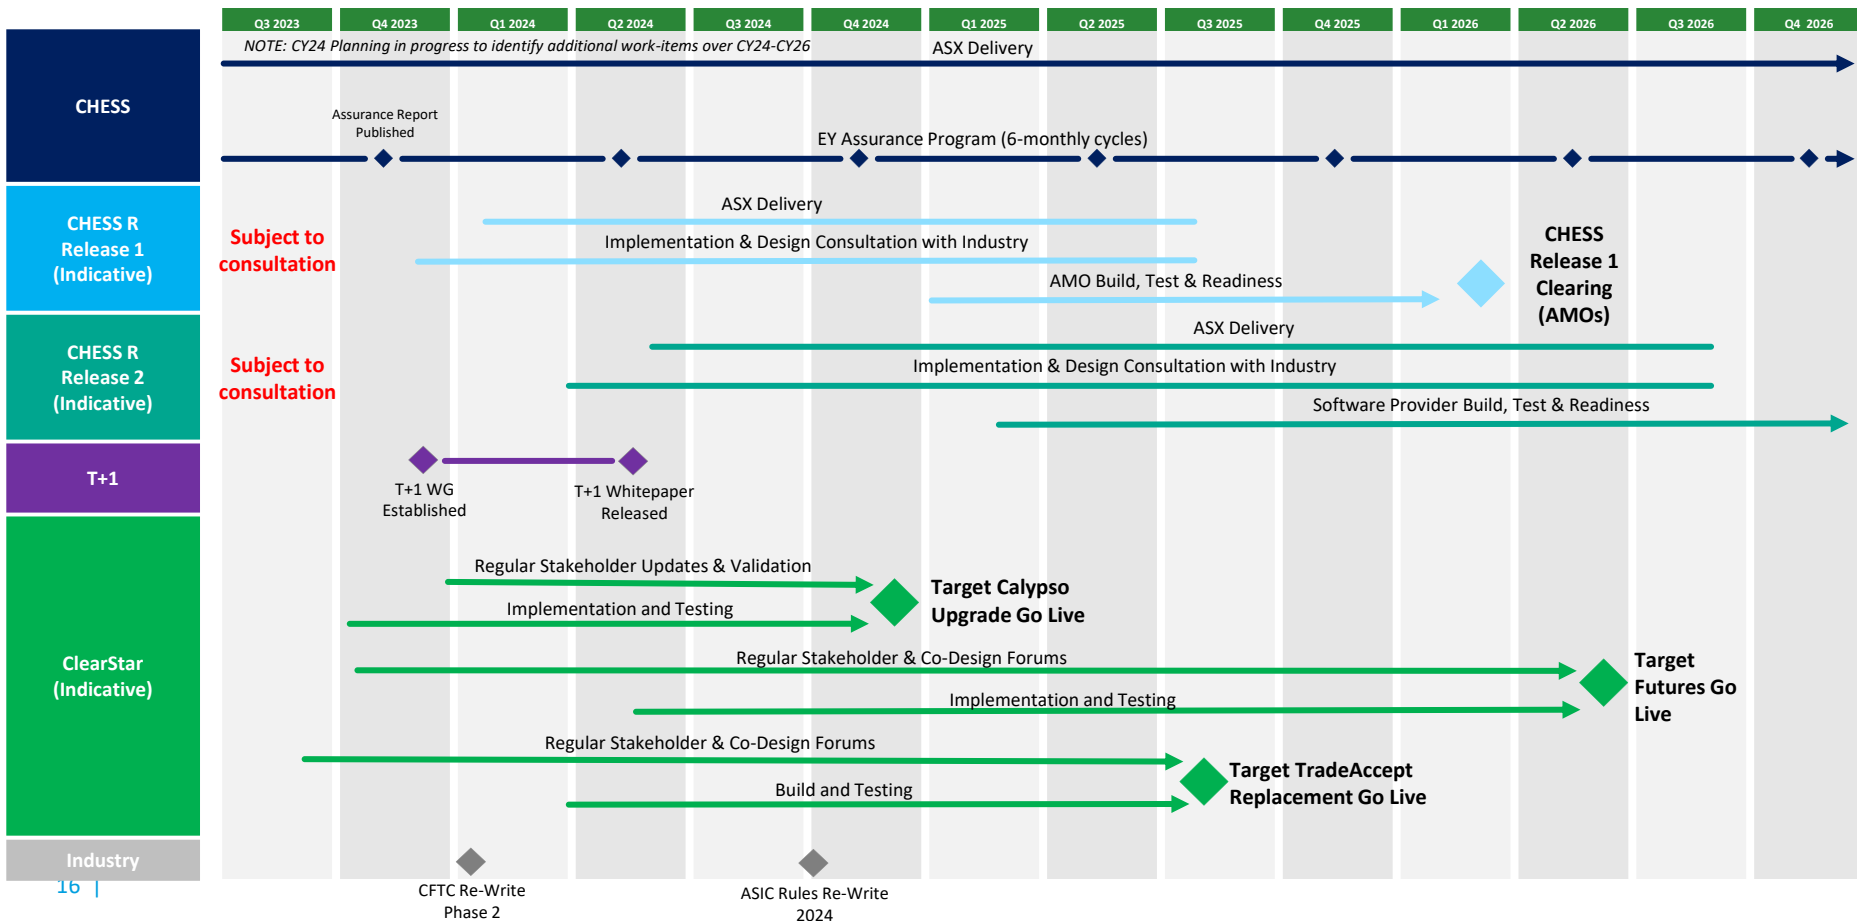 Q3 2023
Q4 2023
Q1 2024
Q2 2024
Q3 2024
Q4 2024
Q1 2025
Q2 2025
Q3 2025
Q4 2025
Q1 2026
Q2 2026
Q3 2026
Q4 2026
CHESS
NOTE: CY24 Planning in progress to identify additional work-items over CY24-CY26
ASX Delivery
Assurance Report
Published
EY Assurance Program (6-monthly cycles)
CHESS R
Release 1
(Indicative)
Subject to
consultation
ASX Delivery
Implementation & Design Consultation with Industry
AMO Build, Test & Readiness
CHESS
Release 1
Clearing
(AMOs)
CHESS R
Release 2
(Indicative)
Subject to
consultation
ASX Delivery
Implementation & Design Consultation with Industry
Software Provider Build, Test & Readiness
T+1
T+1 WG
Established
T+1 Whitepaper
Released
ClearStar
(Indicative)
Regular Stakeholder Updates & Validation
Implementation and Testing
Target Calypso
Upgrade Go Live
Regular Stakeholder & Co-Design Forums
Implementation and Testing
Target
Futures Go
Live
Regular Stakeholder & Co-Design Forums
Build and Testing
Target TradeAccept
Replacement Go Live
Industry
CFTC Re-Write
Phase 2
ASIC Rules Re-Write
2024
16 |